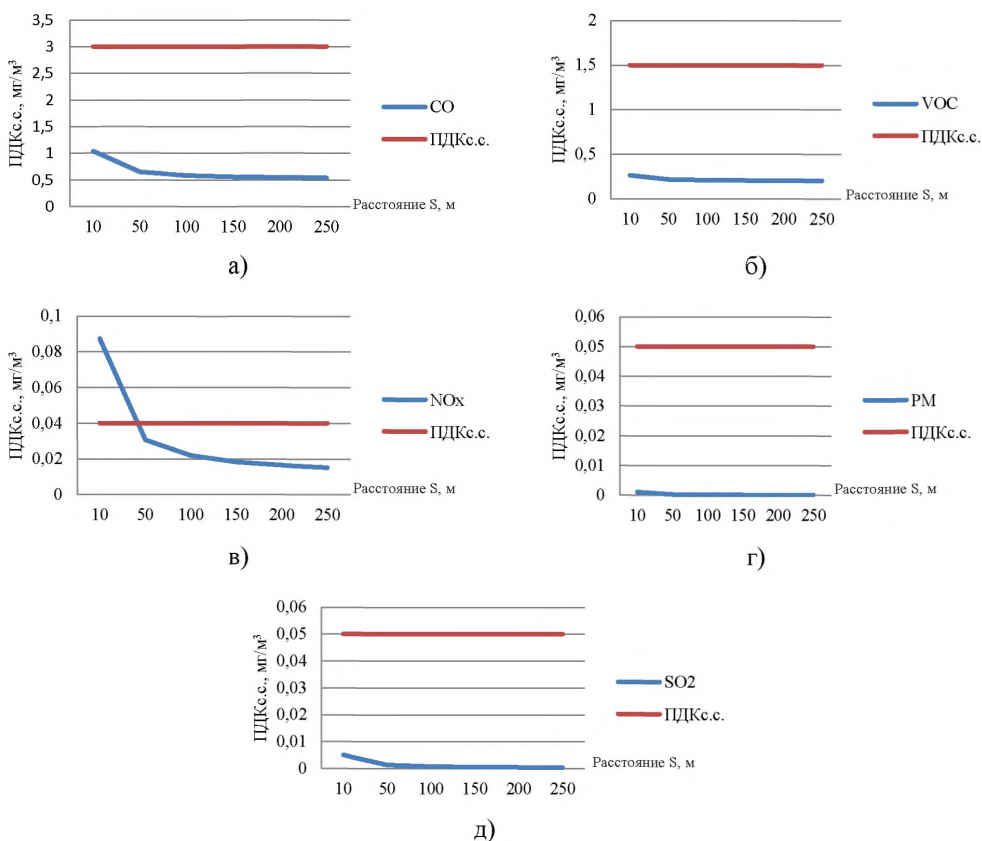 ПДКс.с., мг/м³
3,5
3
2,5
2
1,5
1
0,5
0
10 50 100 150 200 250
Расстояние S, м
CO
ПДКс.с.
а)
ПДКс.с., мг/м³
2
1,5
1
0,5
0
10 50 100 150 200 250
Расстояние S, м
VOC
ПДКс.с.
б)
ПДКс.с., мг/м³
0,1
0,08
0,06
0,04
0,02
0
10 50 100 150 200 250
Расстояние S, м
NOx
ПДКс.с.
в)
ПДКс.с., мг/м³
0,06
0,05
0,04
0,03
0,02
0,01
0
10 50 100 150 200 250
Расстояние S, м
PM
ПДКс.с.
г)
ПДКс.с., мг/м³
0,06
0,05
0,04
0,03
0,02
0,01
0
10 50 100 150 200 250
Расстояние S, м
SO2
ПДКс.с.
д)